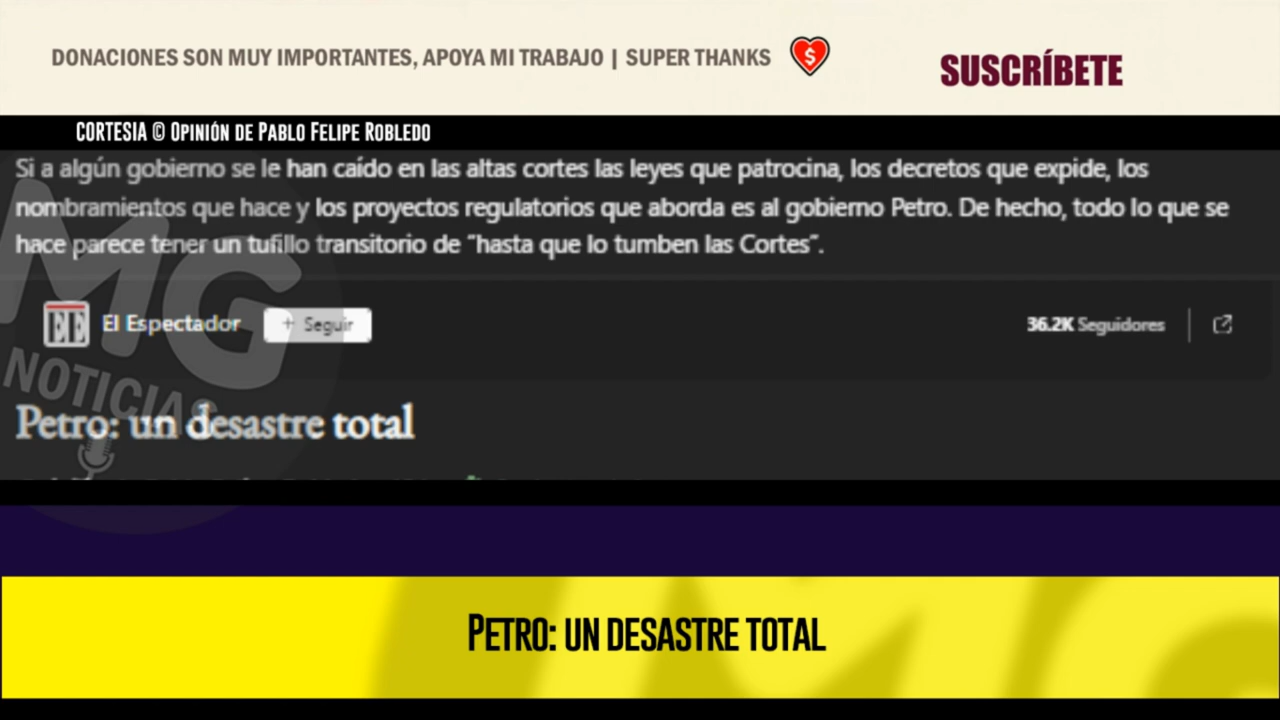 DONACIONES SON MUY IMPORTANTES, APOYA MI TRABAJO | SUPER THANKS
SUSCRÍBETE
CORTESIA © OPINIÓN DE PABLO FELIPE ROBLEDO
Si a algún gobierno se le han caído en las altas cortes las leyes que patrocina, los decretos que expide, los
nombramientos que hace y los proyectos regulatorios que aborda es al gobierno Petro. De hecho, todo lo que se
hace parece tener un tufillo transitorio de “hasta que lo tumben las Cortes”.
EE El Espectador + Seguir
36.2K Seguidores
MG
NOTICIAS
Petro: un desastre total
PETRO: UN DESASTRE TOTAL